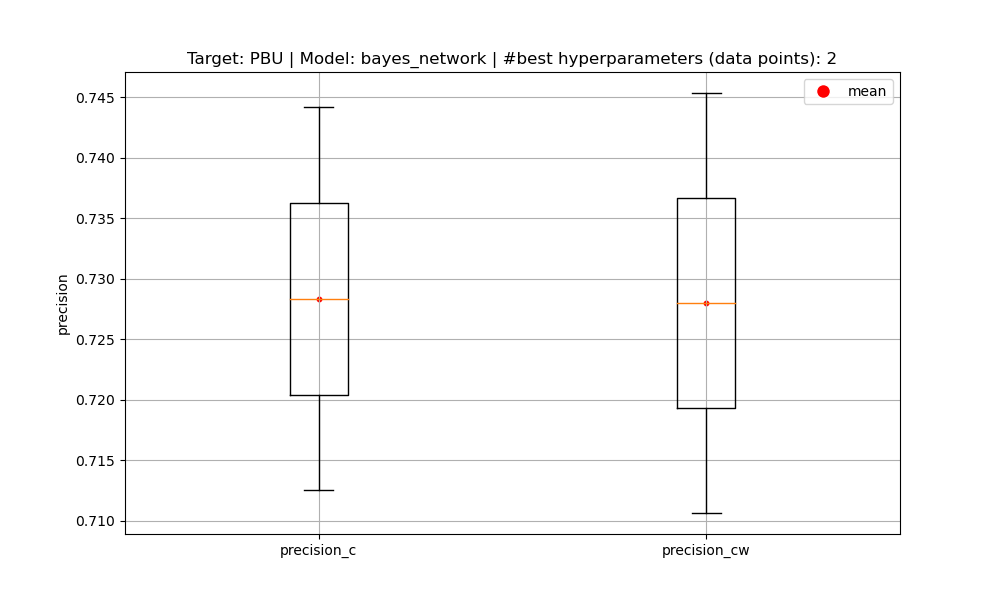 Target: PBU | Model: bayes_network | #best hyperparameters (data points): 2
mean
0.745
0.740
0.735
0.730
0.725
0.720
0.715
0.710
precision
precision_c
precision_cw